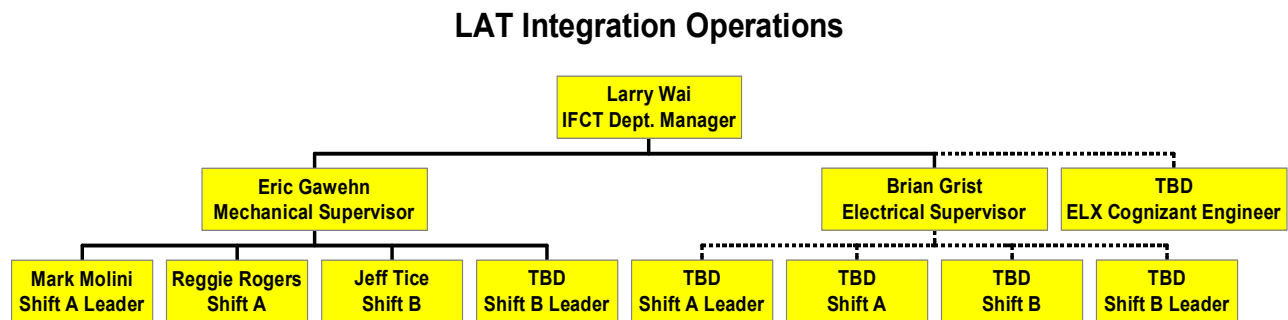 LAT Integration Operations
Larry Wai
IFCT Dept. Manager
Eric Gawehn
Mechanical Supervisor
Brian Grist
Electrical Supervisor
TBD
ELX Cognizant Engineer
Mark Molini
Shift A Leader
Reggie Rogers
Shift A
Jeff Tice
Shift B
TBD
Shift B Leader
TBD
Shift A Leader
TBD
Shift A
TBD
Shift B
TBD
Shift B Leader